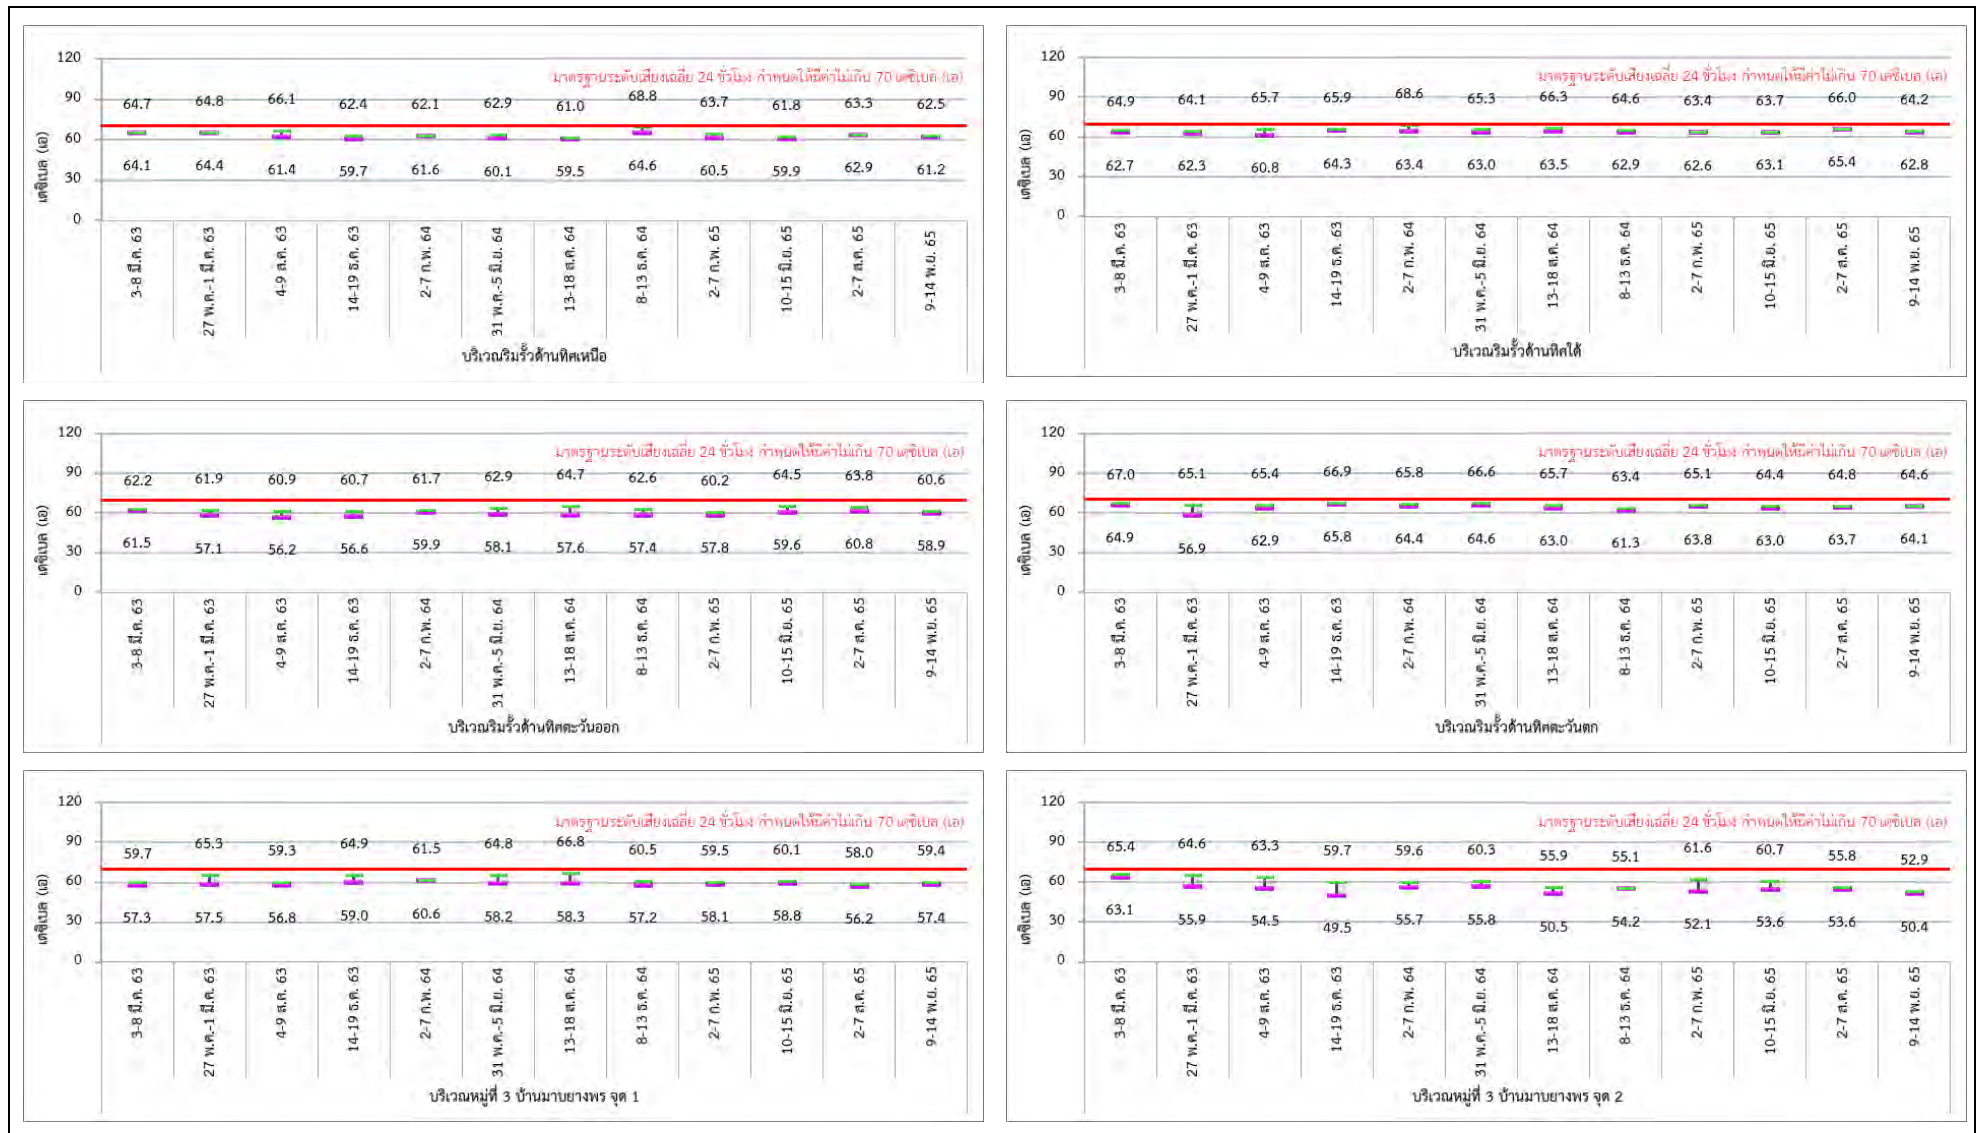 120
มาตรฐานระดับเสียงเฉลี่ย 24 ชั่วโมง กำหนดให้มีค่าไม่เกิน 70 เดซิเบล (เอ)
90
64.7 64.8 66.1 62.4 62.1 62.9 61.0 68.8 63.7 61.8 63.3 62.5
60
64.1 64.4 61.4 59.7 61.6 60.1 59.5 64.6 60.5 59.9 62.9 61.2
30
0
เดซิเบล (เอ)
3-8 มี.ค. 63
27 พ.ค.-1 มิ.ค. 63
4-9 ส.ค. 63
14-19 ธ.ค. 63
2-7 ก.พ. 64
31 พ.ค.-5 มิ.ย. 64
13-18 ส.ค. 64
8-13 ธ.ค. 64
2-7 ก.พ. 65
10-15 มิ.ย. 65
2-7 ส.ค. 65
9-14 พ.ย. 65
บริเวณริมรั้วด้านทิศเหนือ
120
มาตรฐานระดับเสียงเฉลี่ย 24 ชั่วโมง กำหนดให้มีค่าไม่เกิน 70 เดซิเบล (เอ)
90
64.9 64.1 65.7 65.9 68.6 65.3 66.3 64.6 63.4 63.7 66.0 64.2
60
62.7 62.3 60.8 64.3 63.4 63.0 63.5 62.9 62.6 63.1 65.4 62.8
30
0
เดซิเบล (เอ)
3-8 มี.ค. 63
27 พ.ค.-1 มิ.ค. 63
4-9 ส.ค. 63
14-19 ธ.ค. 63
2-7 ก.พ. 64
31 พ.ค.-5 มิ.ย. 64
13-18 ส.ค. 64
8-13 ธ.ค. 64
2-7 ก.พ. 65
10-15 มิ.ย. 65
2-7 ส.ค. 65
9-14 พ.ย. 65
บริเวณริมรั้วด้านทิศใต้
120
มาตรฐานระดับเสียงเฉลี่ย 24 ชั่วโมง กำหนดให้มีค่าไม่เกิน 70 เดซิเบล (เอ)
90
62.2 61.9 60.9 60.7 61.7 62.9 64.7 62.6 60.2 64.5 63.8 60.6
60
61.5 57.1 56.2 56.6 59.9 58.1 57.6 57.4 57.8 59.6 60.8 58.9
30
0
เดซิเบล (เอ)
3-8 มี.ค. 63
27 พ.ค.-1 มิ.ค. 63
4-9 ส.ค. 63
14-19 ธ.ค. 63
2-7 ก.พ. 64
31 พ.ค.-5 มิ.ย. 64
13-18 ส.ค. 64
8-13 ธ.ค. 64
2-7 ก.พ. 65
10-15 มิ.ย. 65
2-7 ส.ค. 65
9-14 พ.ย. 65
บริเวณริมรั้วด้านทิศตะวันออก
120
มาตรฐานระดับเสียงเฉลี่ย 24 ชั่วโมง กำหนดให้มีค่าไม่เกิน 70 เดซิเบล (เอ)
90
67.0 65.1 65.4 66.9 65.8 66.6 65.7 63.4 65.1 64.4 64.8 64.6
60
64.9 56.9 62.9 65.8 64.4 64.6 63.0 61.3 63.8 63.0 63.7 64.1
30
0
เดซิเบล (เอ)
3-8 มี.ค. 63
27 พ.ค.-1 มิ.ค. 63
4-9 ส.ค. 63
14-19 ธ.ค. 63
2-7 ก.พ. 64
31 พ.ค.-5 มิ.ย. 64
13-18 ส.ค. 64
8-13 ธ.ค. 64
2-7 ก.พ. 65
10-15 มิ.ย. 65
2-7 ส.ค. 65
9-14 พ.ย. 65
บริเวณริมรั้วด้านทิศตะวันตก
120
มาตรฐานระดับเสียงเฉลี่ย 24 ชั่วโมง กำหนดให้มีค่าไม่เกิน 70 เดซิเบล (เอ)
90
59.7 65.3 59.3 64.9 61.5 64.8 66.8 60.5 59.5 60.1 58.0 59.4
60
57.3 57.5 56.8 59.0 60.6 58.2 58.3 57.2 58.1 58.8 56.2 57.4
30
0
เดซิเบล (เอ)
3-8 มี.ค. 63
27 พ.ค.-1 มิ.ค. 63
4-9 ส.ค. 63
14-19 ธ.ค. 63
2-7 ก.พ. 64
31 พ.ค.-5 มิ.ย. 64
13-18 ส.ค. 64
8-13 ธ.ค. 64
2-7 ก.พ. 65
10-15 มิ.ย. 65
2-7 ส.ค. 65
9-14 พ.ย. 65
บริเวณหมู่ที่ 3 บ้านมาบยางพร จุด 1
120
มาตรฐานระดับเสียงเฉลี่ย 24 ชั่วโมง กำหนดให้มีค่าไม่เกิน 70 เดซิเบล (เอ)
90
65.4 64.6 63.3 59.7 59.6 60.3 55.9 55.1 61.6 60.7 55.8 52.9
60
63.1 55.9 54.5 49.5 55.7 55.8 50.5 54.2 52.1 53.6 53.6 50.4
30
0
เดซิเบล (เอ)
3-8 มี.ค. 63
27 พ.ค.-1 มิ.ค. 63
4-9 ส.ค. 63
14-19 ธ.ค. 63
2-7 ก.พ. 64
31 พ.ค.-5 มิ.ย. 64
13-18 ส.ค. 64
8-13 ธ.ค. 64
2-7 ก.พ. 65
10-15 มิ.ย. 65
2-7 ส.ค. 65
9-14 พ.ย. 65
บริเวณหมู่ที่ 3 บ้านมาบยางพร จุด 2